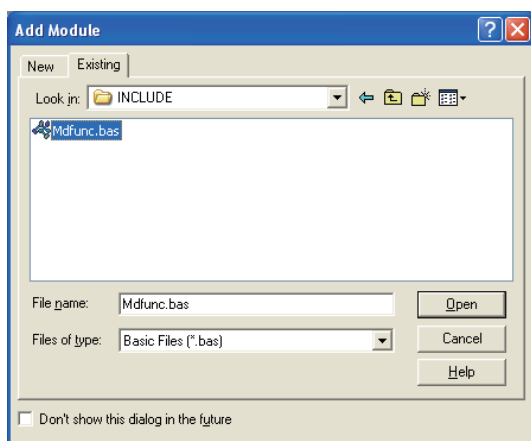 Add Module
New Existing
Look in: INCLUDE
Mdfunc.bas
File name: Mdfunc.bas Open
Files of type: Basic Files (*.bas) Cancel
Help
Don't show this dialog in the future